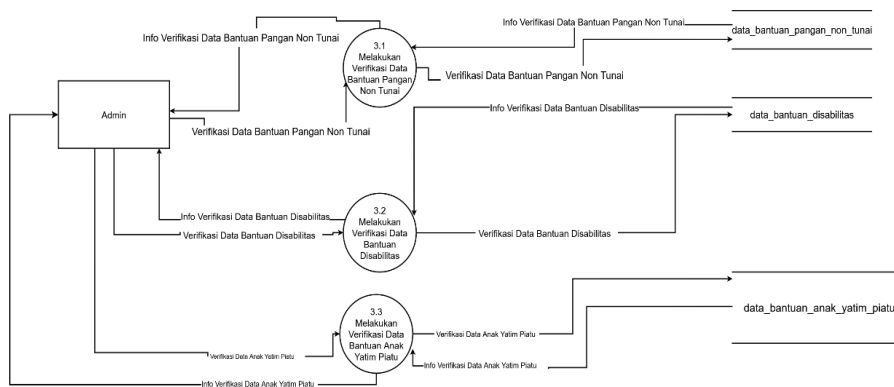 Info Verifikasi Data Bantuan Pangan Non Tunai
3.1
Melakukan
Verifikasi Data
Bantuan Pangan
Non Tunai
Info Verifikasi Data Bantuan Pangan Non Tunai
data_bantuan_pangan_non_tunai
Verifikasi Data Bantuan Pangan Non Tunai
Admin
Verifikasi Data Bantuan Pangan Non Tunai
Info Verifikasi Data Bantuan Disabilitas
data_bantuan_disabilitas
Info Verifikasi Data Bantuan Disabilitas
Verifikasi Data Bantuan Disabilitas
3.2
Melakukan
Verifikasi Data
Bantuan
Disabilitas
Verifikasi Data Bantuan Disabilitas
3.3
Melakukan
Verifikasi Data
Bantuan Anak
Yatim Piatu
Verifikasi Data Anak Yatim Piatu
data_bantuan_anak_yatim_piatu
Verifikasi Data Anak Yatim Piatu
Info Verifikasi Data Anak Yatim Piatu
Info Verifikasi Data Anak Yatim Piatu